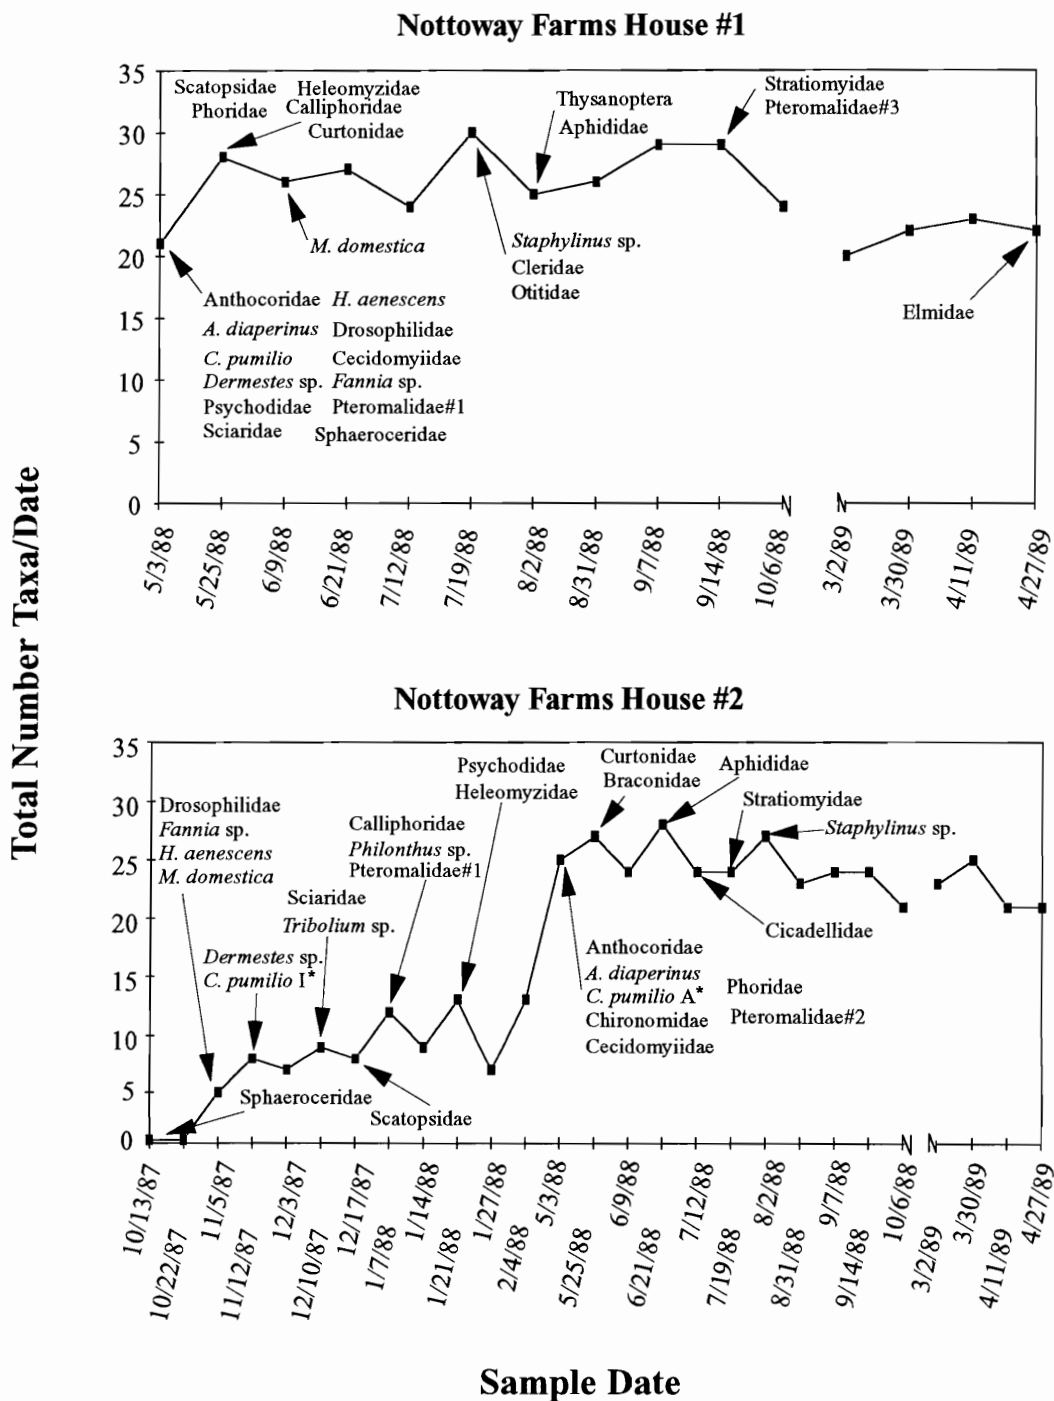 Nottoway Farms House #1
Total Number Taxa/Date
35
30
25
20
15
10
5
0
Scatopsidae Heleomyzidae
Phoridae Calliphoridae
Curtonidae
M. domestica
Anthocoridae H. aenescens
A. diaperinus Drosophilidae
C. pumilio Cecidomyiidae
Dermestes sp. Fannia sp.
Psychodidae Pteromalidae#1
Sciaridae Sphaeroceridae
Staphylinus sp.
Cleridae
Otitidae
Thysanoptera
Aphididae
Stratiomyidae
Pteromalidae#3
Elmidae
5/3/88
5/25/88
6/9/88
6/21/88
7/12/88
7/19/88
8/2/88
8/31/88
9/7/88
9/14/88
10/6/88
3/2/89
3/30/89
4/11/89
4/27/89
Nottoway Farms House #2
35
30
25
20
15
10
5
0
Drosophilidae
Fannia sp.
H. aenescens
M. domestica
Dermestes sp.
C. pumilio I*
Sphaeroceridae
Sciaridae
Tribolium sp.
Scatopsidae
Calliphoridae
Philonthus sp.
Pteromalidae#1
Psychodidae
Heleomyzidae
Curtonidae
Braconidae
Anthocoridae
A. diaperinus
C. pumilio A*
Chironomidae
Cecidomyiidae
Phoridae
Pteromalidae#2
Aphididae
Stratiomyidae
Staphylinus sp.
Cicadellidae
10/13/87
10/22/87
11/5/87
11/12/87
12/3/87
12/10/87
12/17/87
1/7/88
1/14/88
1/21/88
1/27/88
2/4/88
5/3/88
5/25/88
6/9/88
6/21/88
7/12/88
7/19/88
8/2/88
8/31/88
9/7/88
9/14/88
10/6/88
3/2/89
3/30/89
4/11/89
4/27/89
Sample Date